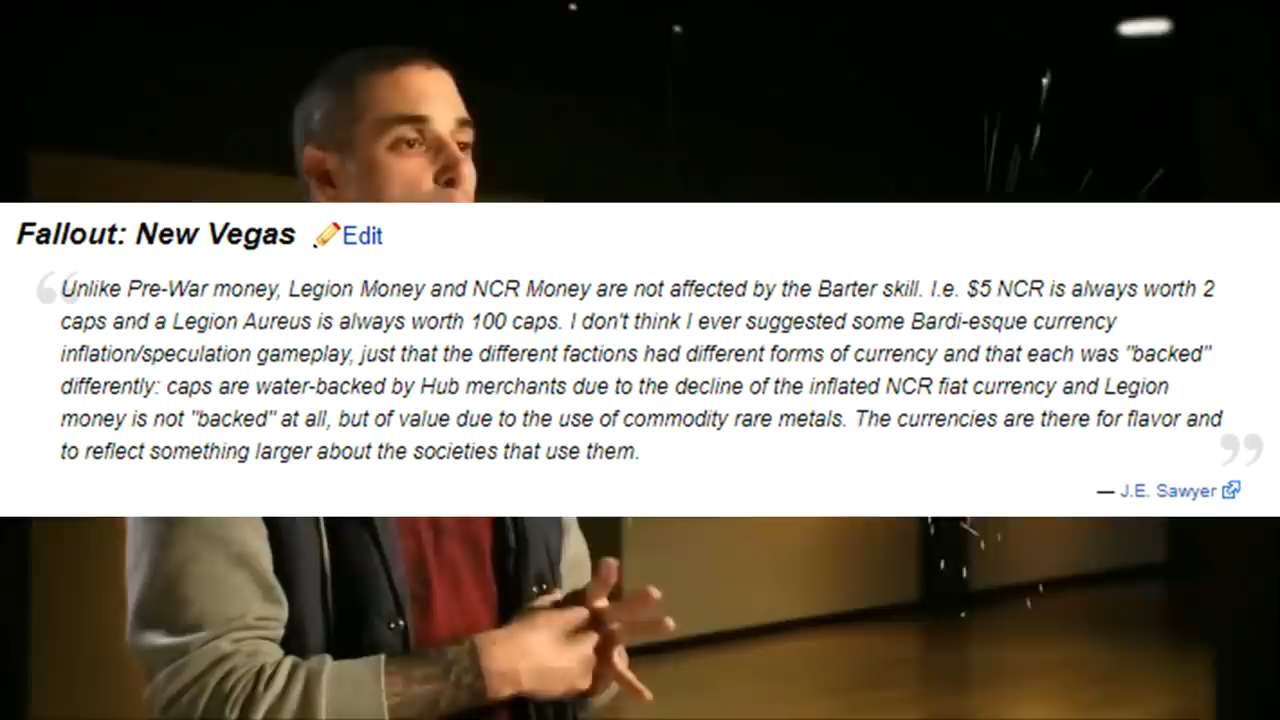 Fallout: New Vegas Edit
“ Unlike Pre-War money, Legion Money and NCR Money are not affected by the Barter skill. I.e. $5 NCR is always worth 2
caps and a Legion Aureus is always worth 100 caps. I don't think I ever suggested some Bardi-esque currency
inflation/speculation gameplay, just that the different factions had different forms of currency and that each was "backed"
differently: caps are water-backed by Hub merchants due to the decline of the inflated NCR fiat currency and Legion
money is not "backed" at all, but of value due to the use of commodity rare metals. The currencies are there for flavor and
to reflect something larger about the societies that use them. ”
— J.E. Sawyer